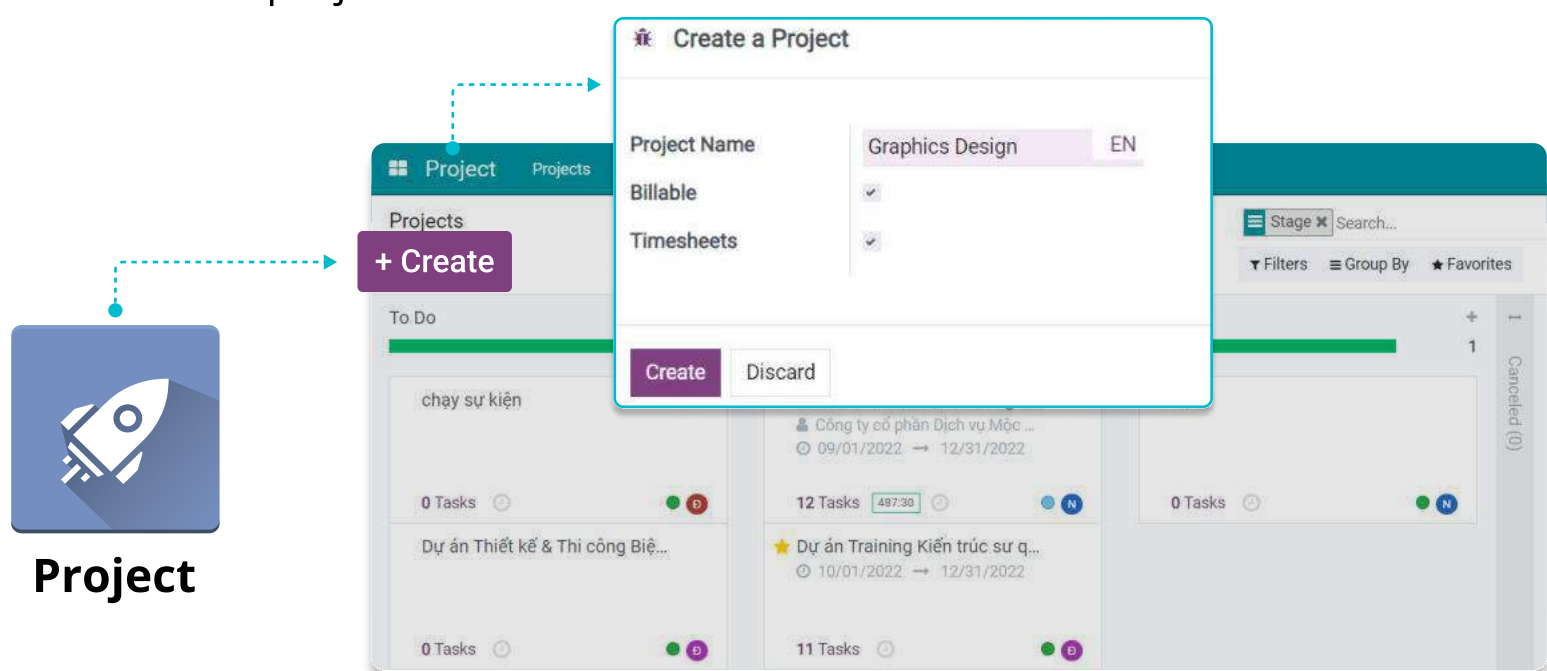 Create a Project
Project Name
Graphics Design
EN
Billable
Timesheets
Create
Discard
Project
Projects
Projects
+ Create
Stage
Search...
Filters
Group By
Favorites
To Do
1
Canceled (0)
chạy sự kiện
0 Tasks
Đ
Công ty cổ phần Dịch vụ Mộc ...
09/01/2022 → 12/31/2022
12 Tasks
487:30
N
0 Tasks
N
Dự án Thiết kế & Thi công Biệ...
0 Tasks
Đ
Dự án Training Kiến trúc sư q...
10/01/2022 → 12/31/2022
11 Tasks
Đ
Project